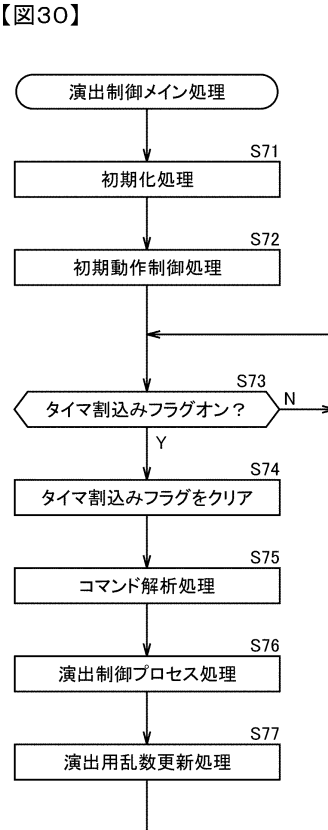 【図30】
演出制御メイン処理
S71
初期化処理
S72
初期動作制御処理
S73
タイマ割込みフラグオン？
N
Y
S74
タイマ割込みフラグをクリア
S75
コマンド解析処理
S76
演出制御プロセス処理
S77
演出用乱数更新処理